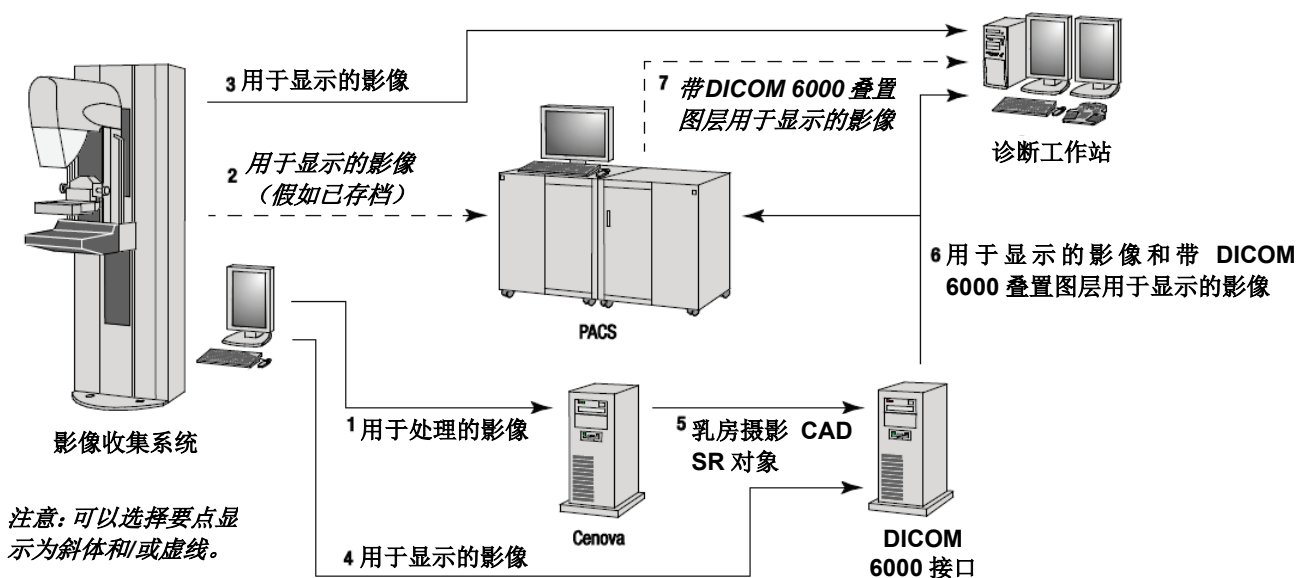 3 用于显示的影像
7 带DICOM 6000 叠置
图层用于显示的影像
诊断工作站
2 用于显示的影像
(假如已存档)
6 用于显示的影像和带 DICOM
6000 叠置图层用于显示的影像
PACS
1 用于处理的影像
5 乳房摄影 CAD
SR 对象
影像收集系统
注意:可以选择要点显
示为斜体和/或虚线。
Cenova
4 用于显示的影像
DICOM
6000 接口